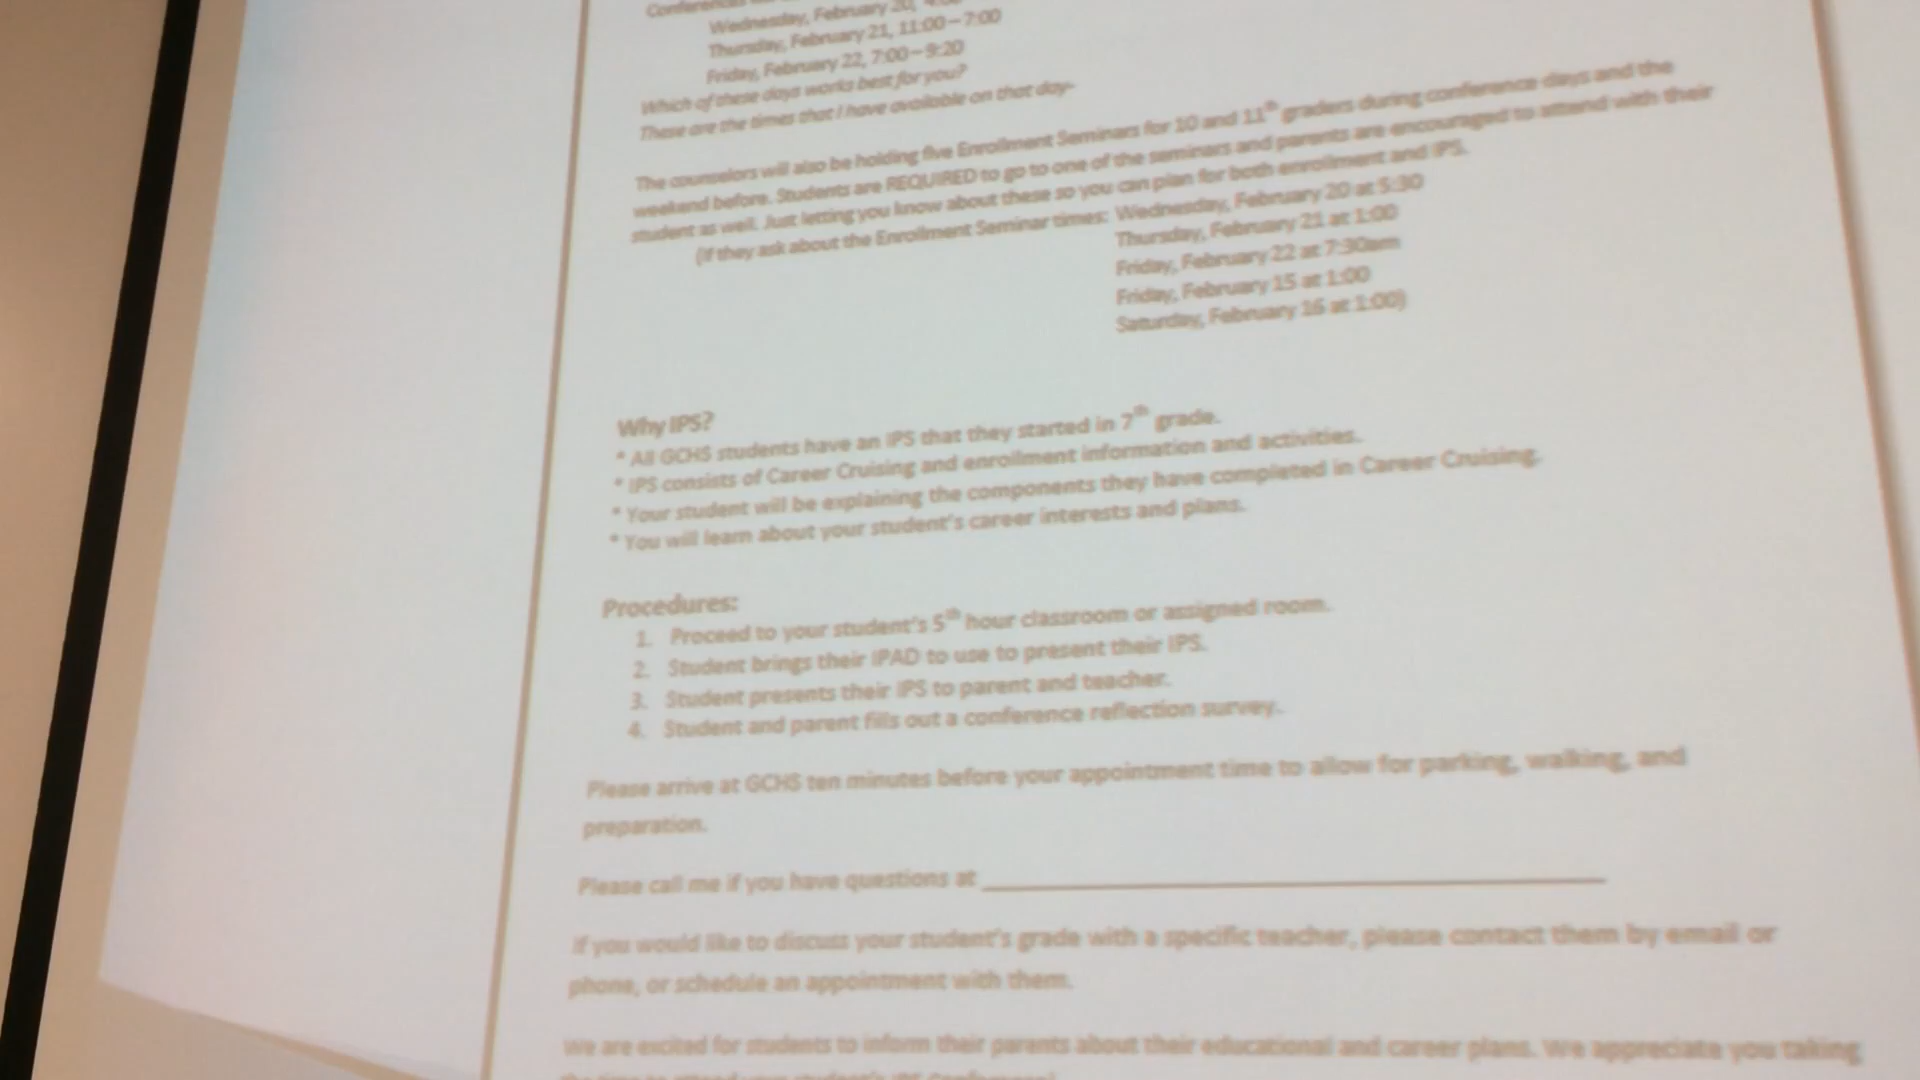 Conferences
Wednesday, February 20,
Thursday, February 21, 11:00–7:00
Friday, February 22, 7:00–9:20
Which of these days works best for you?
These are the times that I have available on that day-
The counselors will also be holding five Enrollment Seminars for 10 and 11th graders during conference days and the
weekend before. Students are REQUIRED to go to one of the seminars and parents are encouraged to attend with their
student as well. Just letting you know about these so you can plan for both enrollment and IPS.
(If they ask about the Enrollment Seminar times: Wednesday, February 20 at 5:30
Thursday, February 21 at 1:00
Friday, February 22 at 7:30am
Friday, February 15 at 1:00
Saturday, February 16 at 1:00)
Why IPS?
* All GCHS students have an IPS that they started in 7th grade.
* IPS consists of Career Cruising and enrollment information and activities.
* Your student will be explaining the components they have completed in Career Cruising.
* You will learn about your student's career interests and plans.
Procedures:
1. Proceed to your student's 5th hour classroom or assigned room.
2. Student brings their IPAD to use to present their IPS.
3. Student presents their IPS to parent and teacher.
4. Student and parent fills out a conference reflection survey.
Please arrive at GCHS ten minutes before your appointment time to allow for parking, walking, and
preparation.
Please call me if you have questions at
If you would like to discuss your student's grade with a specific teacher, please contact them by email or
phone, or schedule an appointment with them.
We are excited for students to inform their parents about their educational and career plans. We appreciate you taking
the time to attend your student's IPS Conference!